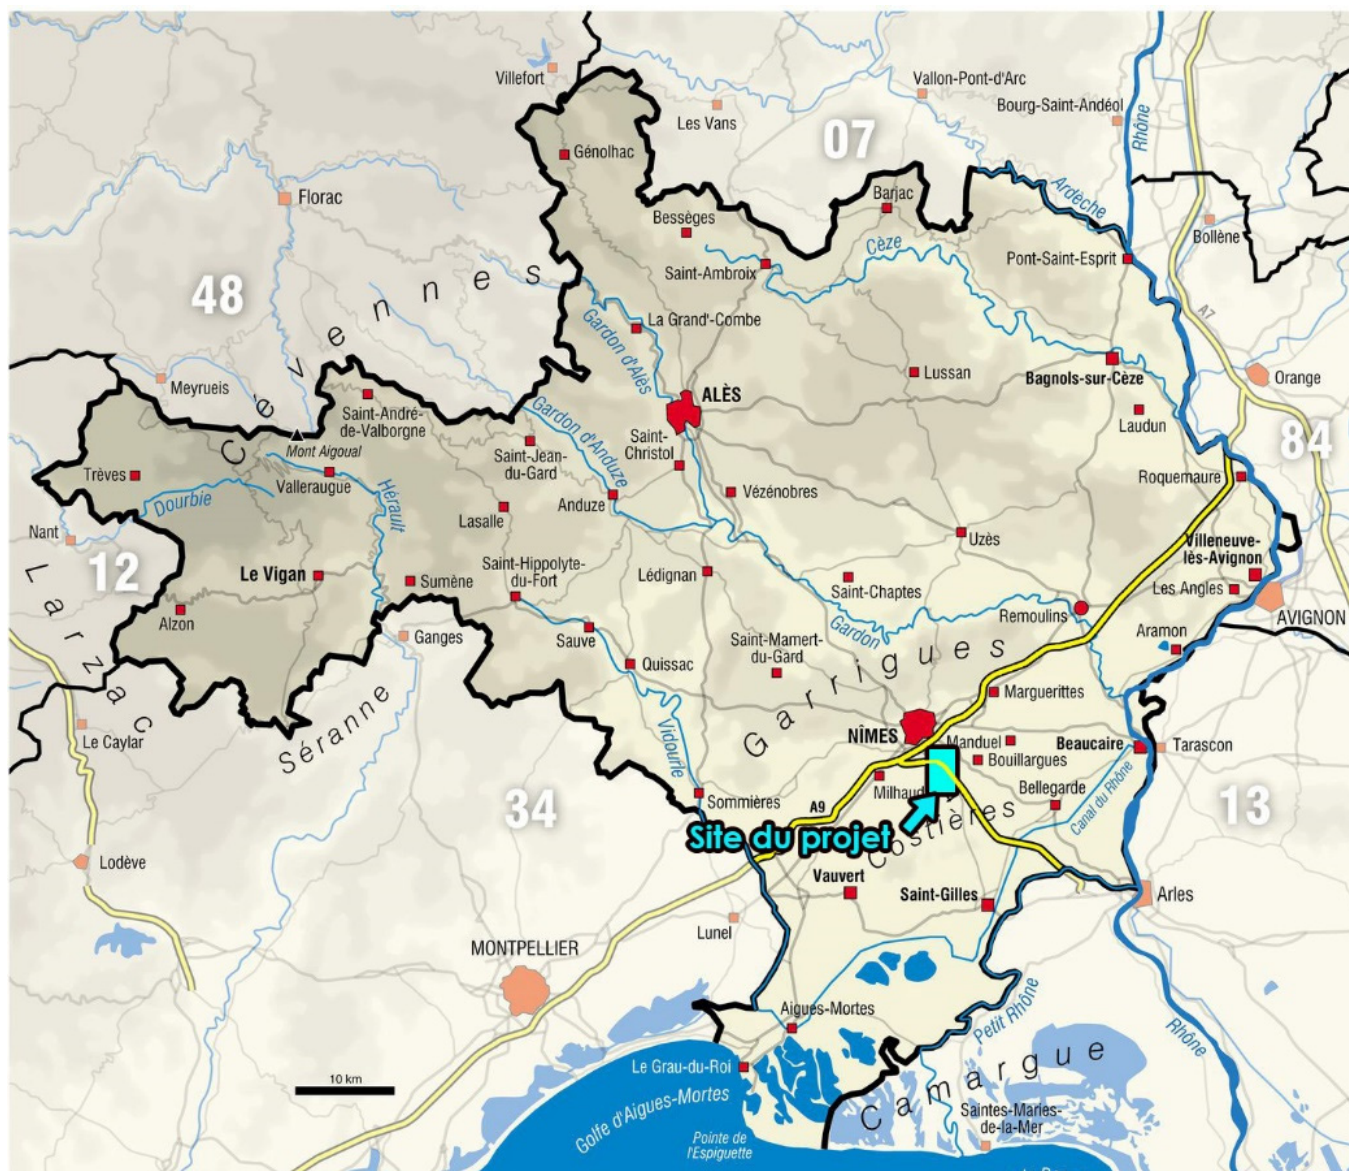 Villefort
Vallon-Pont-d'Arc
Bourg-Saint-Andéol
Les Vans
07
Rhône
Génolhac
Florac
Barjac
Ardèche
Bessèges
Cèze
Bollène
Saint-Ambroix
Pont-Saint-Esprit
48
Cévennes
La Grand'-Combe
Gardon d'Alès
A7
Meyrueis
Lussan
Bagnols-sur-Cèze
Orange
ALÈS
Saint-André-
de-Valborgne
Gardon d'Anduze
Laudun
84
Mont Aigoual
Saint-Jean-
du-Gard
Saint-
Christol
Trèves
Valleraugue
Hérault
Roquemaure
Dourbie
Anduze
Vézénobres
Lasalle
Nant
Uzès
Villeneuve-
lès-Avignon
12
Larzac
Le Vigan
Sumène
Saint-Hippolyte-
du-Fort
Lédignan
Saint-Chaptes
Les Angles
Remoulins
Alzon
Gardon
AVIGNON
Ganges
Sauve
Saint-Mamert-
du-Gard
Aramon
Quissac
Garrigues
Marguerittes
Séranne
Vidourle
Le Caylar
NÎMES
Manduel
Beaucaire
Tarascon
Bouillargues
Milhaud
Bellegarde
Canal du Rhône
34
Sommières
A9
13
Site du projet
Costières
Lodève
Vauvert
Saint-Gilles
Arles
Lunel
MONTPELLIER
Aigues-Mortes
Petit Rhône
Rhône
Le Grau-du-Roi
Camargue
10 km
Golfe d'Aigues-Mortes
Saintes-Maries-
de-la-Mer
Pointe de
l'Espiguette